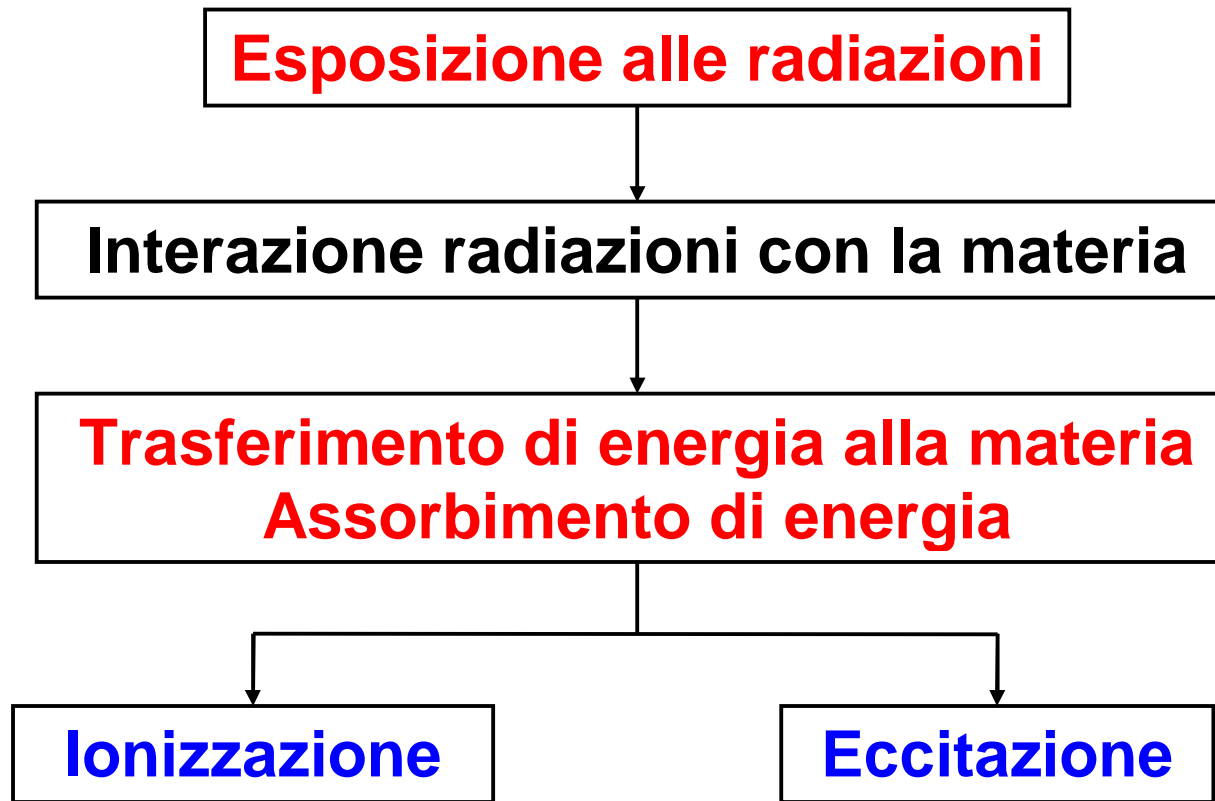 Esposizione alle radiazioni
Interazione radiazioni con la materia
Trasferimento di energia alla materia
Assorbimento di energia
Ionizzazione
Eccitazione